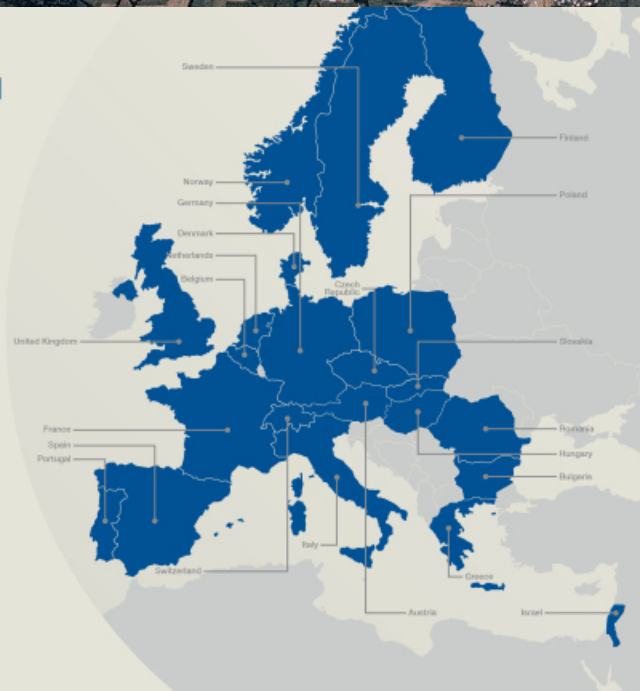 Sweden
Finland
Norway
Poland
Germany
Denmark
Netherlands
Belgium
Czech
Republic
United Kingdom
Slovakia
France
Romania
Spain
Hungary
Portugal
Bulgaria
Italy
Switzerland
Greece
Austria
Israel